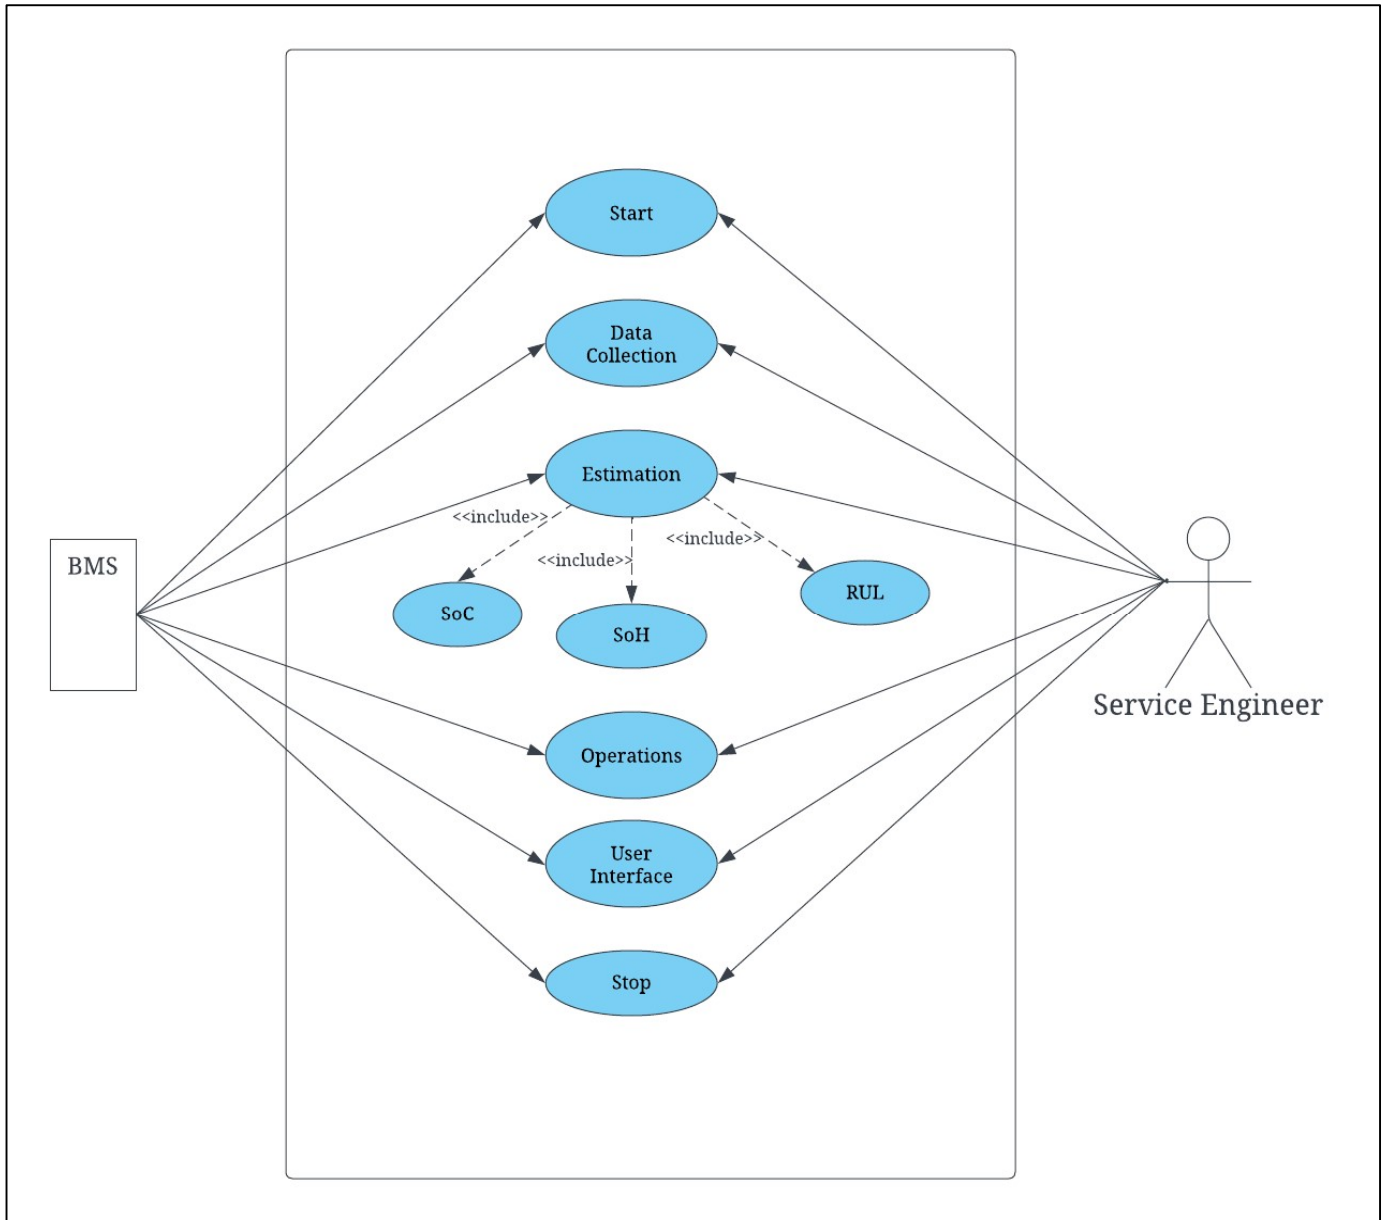 Start
Data
Collection
Estimation
<<include>>
<<include>>
<<include>>
BMS
RUL
SoC
SoH
Service Engineer
Operations
User
Interface
Stop